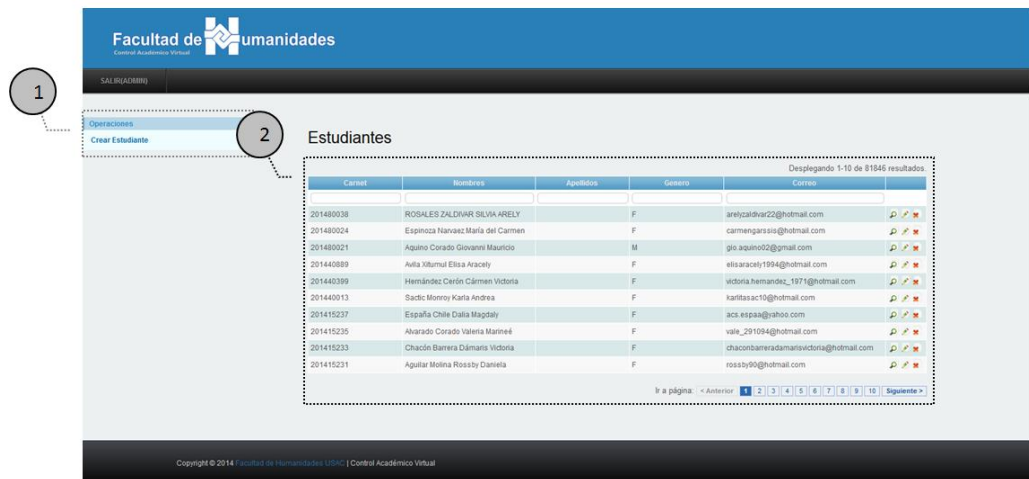 Facultad de Humanidades
Control Académico Virtual
SALIR(ADMIN)
1
Operaciones
Crear Estudiante
2
Estudiantes
Desplegando 1-10 de 81846 resultados.
Carnet Nombres Apellidos Genero Correo
201480038 ROSALES ZALDIVAR SILVIA ARELY F arelyzaldivar22@hotmail.com
201480024 Espinoza Narvaez María del Carmen F carmengarssis@hotmail.com
201480021 Aquino Corado Giovanni Mauricio M gio.aquino02@gmail.com
201440889 Avila Xitumul Elisa Aracely F elisaracely1994@hotmail.com
201440399 Hernández Cerón Cármen Victoria F victoria.hernandez_1971@hotmail.com
201440013 Sactic Monroy Karla Andrea F karlitasac10@hotmail.com
201415237 España Chile Dalia Magdaly F acs.espaa@yahoo.com
201415235 Alvarado Corado Valeria Marineé F vale_291094@hotmail.com
201415233 Chacón Barrera Dámaris Victoria F chaconbarreradamarisvictoria@hotmail.com
201415231 Aguilar Molina Rossby Daniela F rossby90@hotmail.com
Ir a página: < Anterior 1 2 3 4 5 6 7 8 9 10 Siguiente >
Copyright © 2014 Facultad de Humanidades USAC | Control Académico Virtual